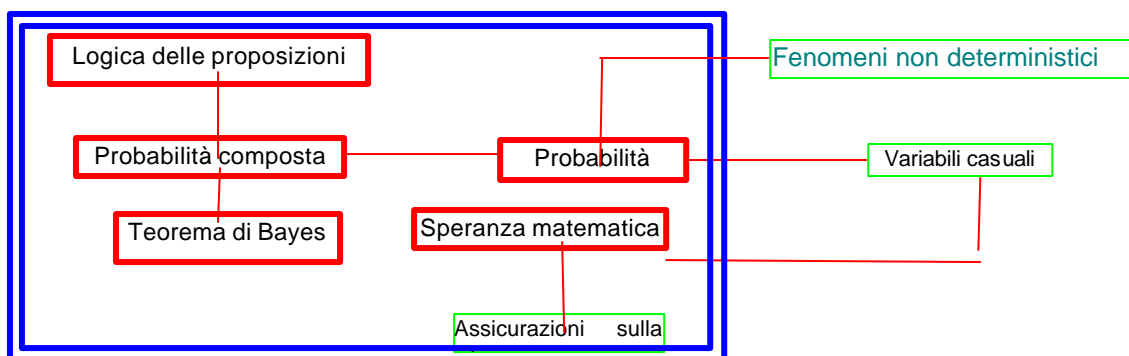 Logica delle proposizioni
Fenomeni non deterministici
Probabilità composta
Probabilità
Variabili casuali
Teorema di Bayes
Speranza matematica
Assicurazioni sulla